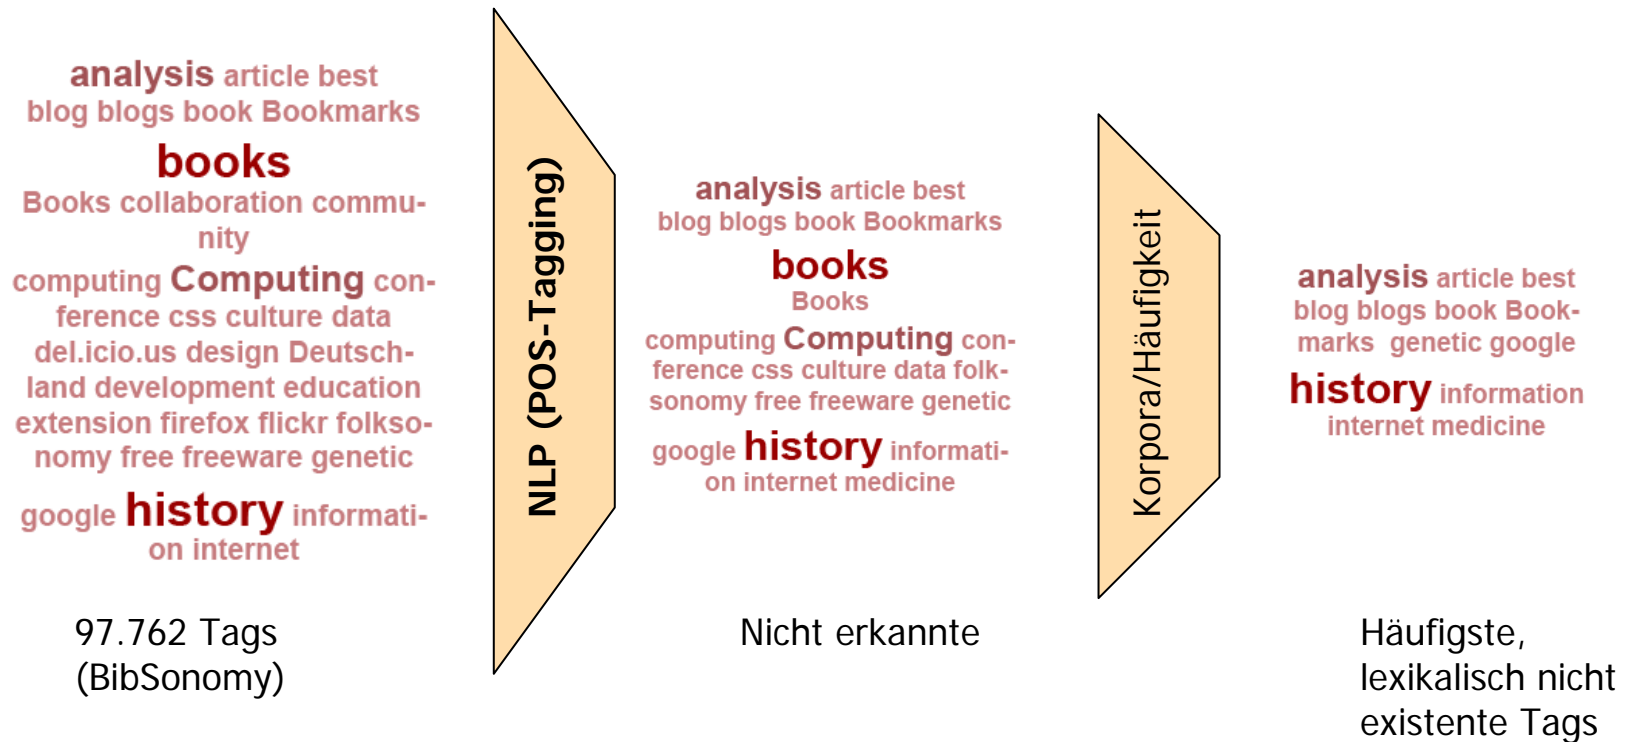 analysis article best
blog blogs book Bookmarks
books
Books collaboration commu-
nity
computing Computing con-
ference css culture data
del.icio.us design Deutsch-
land development education
extension firefox flickr folkso-
nomy free freeware genetic
google history informati-
on internet
97.762 Tags
(BibSonomy)
NLP (POS-Tagging)
analysis article best
blog blogs book Bookmarks
books
Books
computing Computing con-
ference css culture data folk-
sonomy free freeware genetic
google history informati-
on internet medicine
Nicht erkannte
Korpora/Häufigkeit
analysis article best
blog blogs book Book-
marks genetic google
history information
internet medicine
Häufigste,
lexikalisch nicht
existente Tags